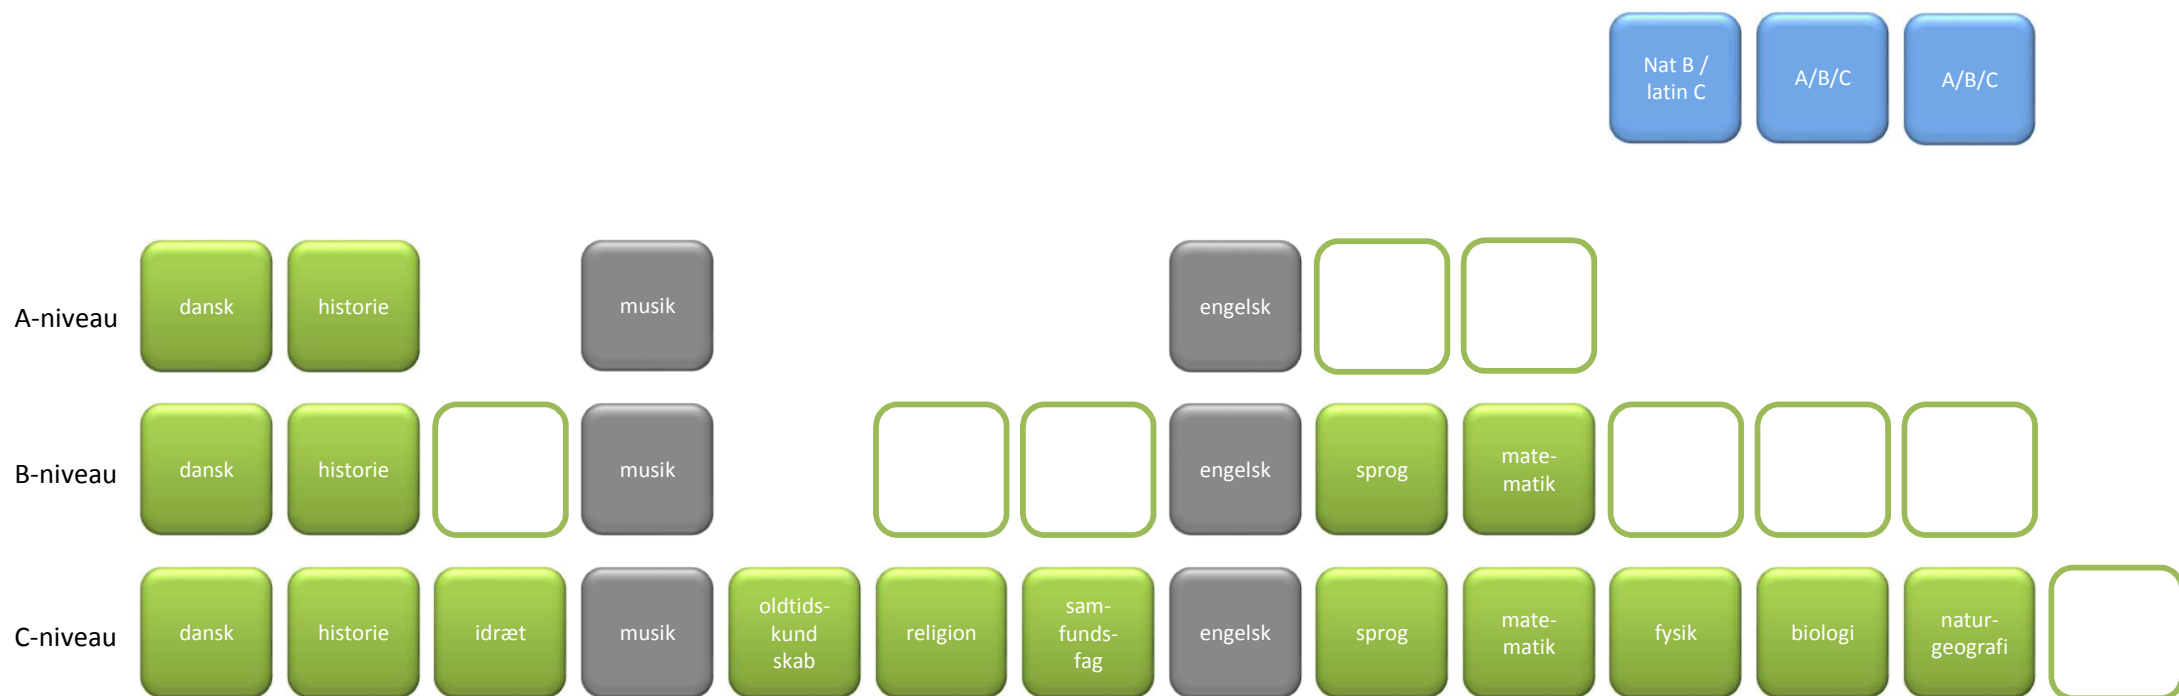 Nat B /
latin C
A/B/C
A/B/C
A-niveau
dansk
historie
musik
engelsk
B-niveau
dansk
historie
musik
engelsk
sprog
mate-
matik
C-niveau
dansk
historie
idræt
musik
oldtids-
kund
skab
religion
sam-
funds-
fag
engelsk
sprog
mate-
matik
fysik
biologi
natur-
geografi